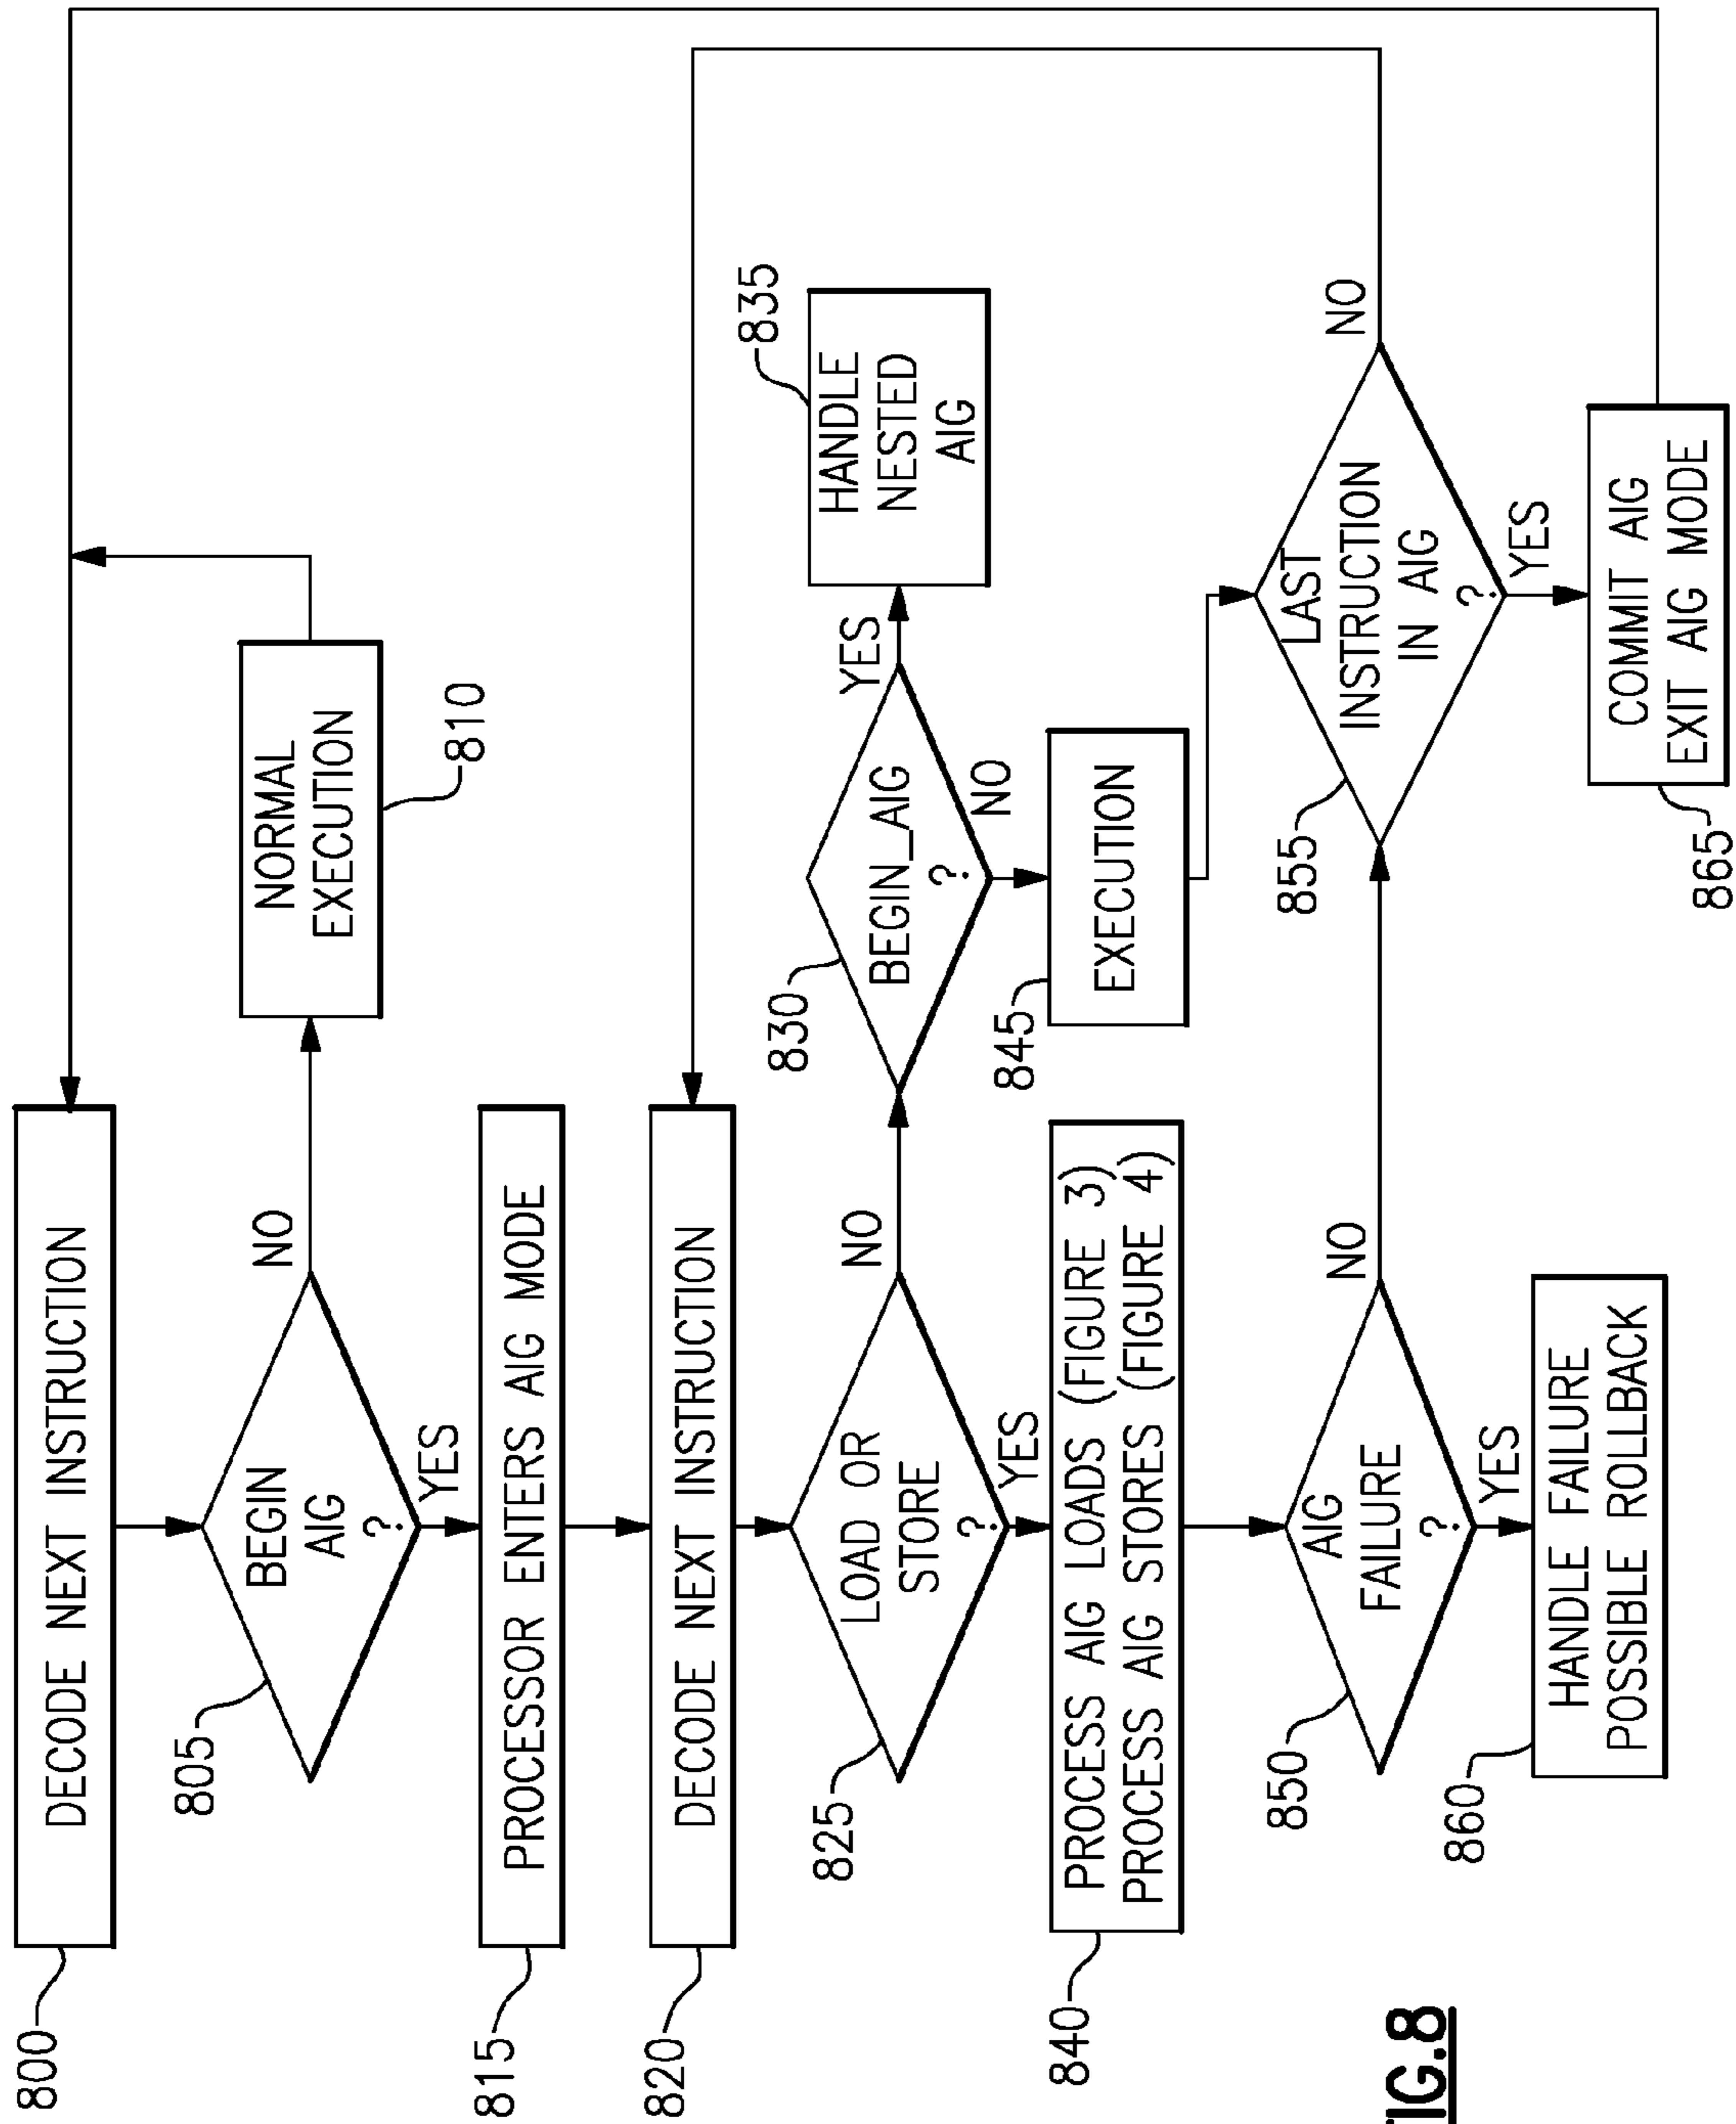 800
DECODE NEXT INSTRUCTION
805
BEGIN
AIG
?
NO
YES
NORMAL
EXECUTION
810
815
PROCESSOR ENTERS AIG MODE
820
DECODE NEXT INSTRUCTION
825
LOAD OR
STORE
?
NO
YES
830
BEGIN_AIG
?
YES
NO
HANDLE
NESTED
AIG
835
840
PROCESS AIG LOADS (FIGURE 3)
PROCESS AIG STORES (FIGURE 4)
845
EXECUTION
850
AIG
FAILURE
?
NO
YES
855
LAST
INSTRUCTION
IN AIG
?
NO
YES
860
HANDLE FAILURE
POSSIBLE ROLLBACK
865
COMMIT AIG
EXIT AIG MODE
FIG.8